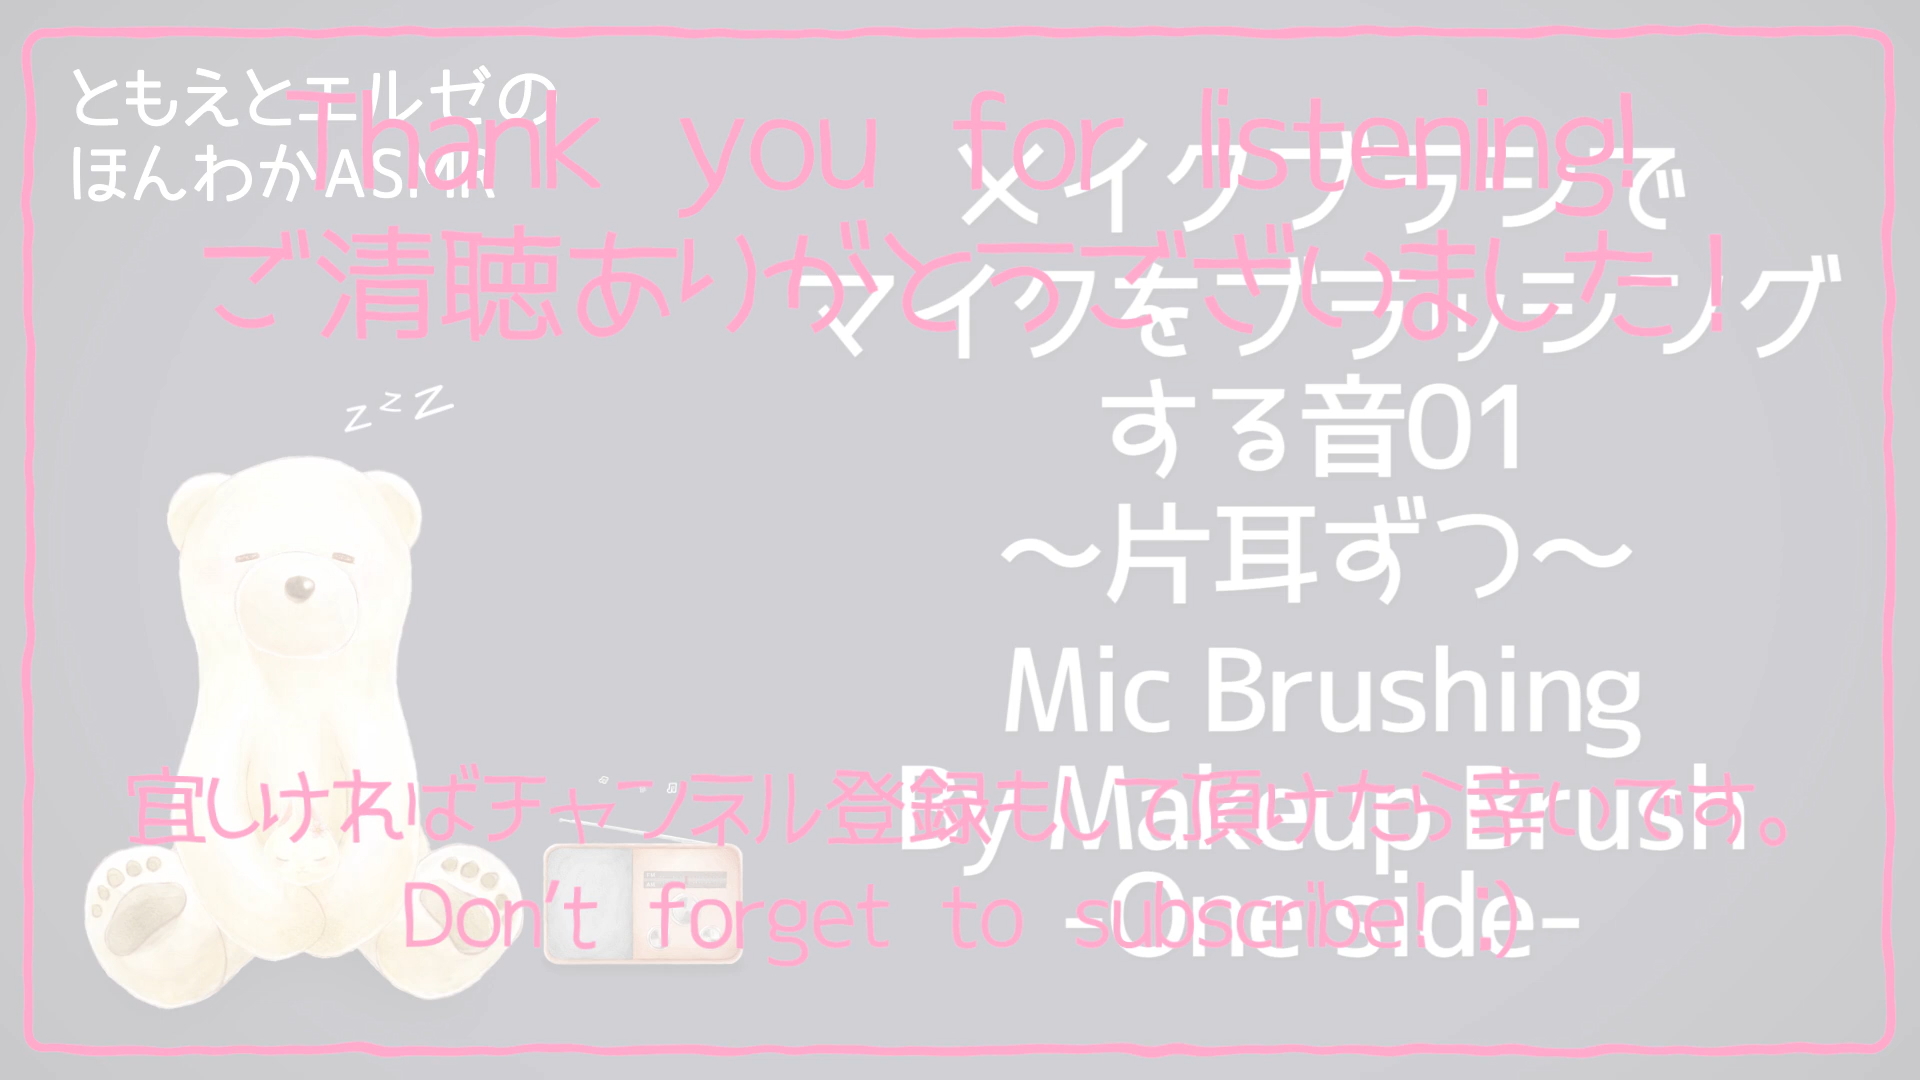 ともえとエルゼの
ほんわかASMR
Thank you for listening!
ご清聴ありがとうございました!
メイクブラシで
マイクをブラッシング
する音01
～片耳ずつ～
zzz
Mic Brushing
By Makeup Brush
-One side-
宜しければチャンネル登録もして頂けたら幸いです。
Don't forget to subscribe! :)